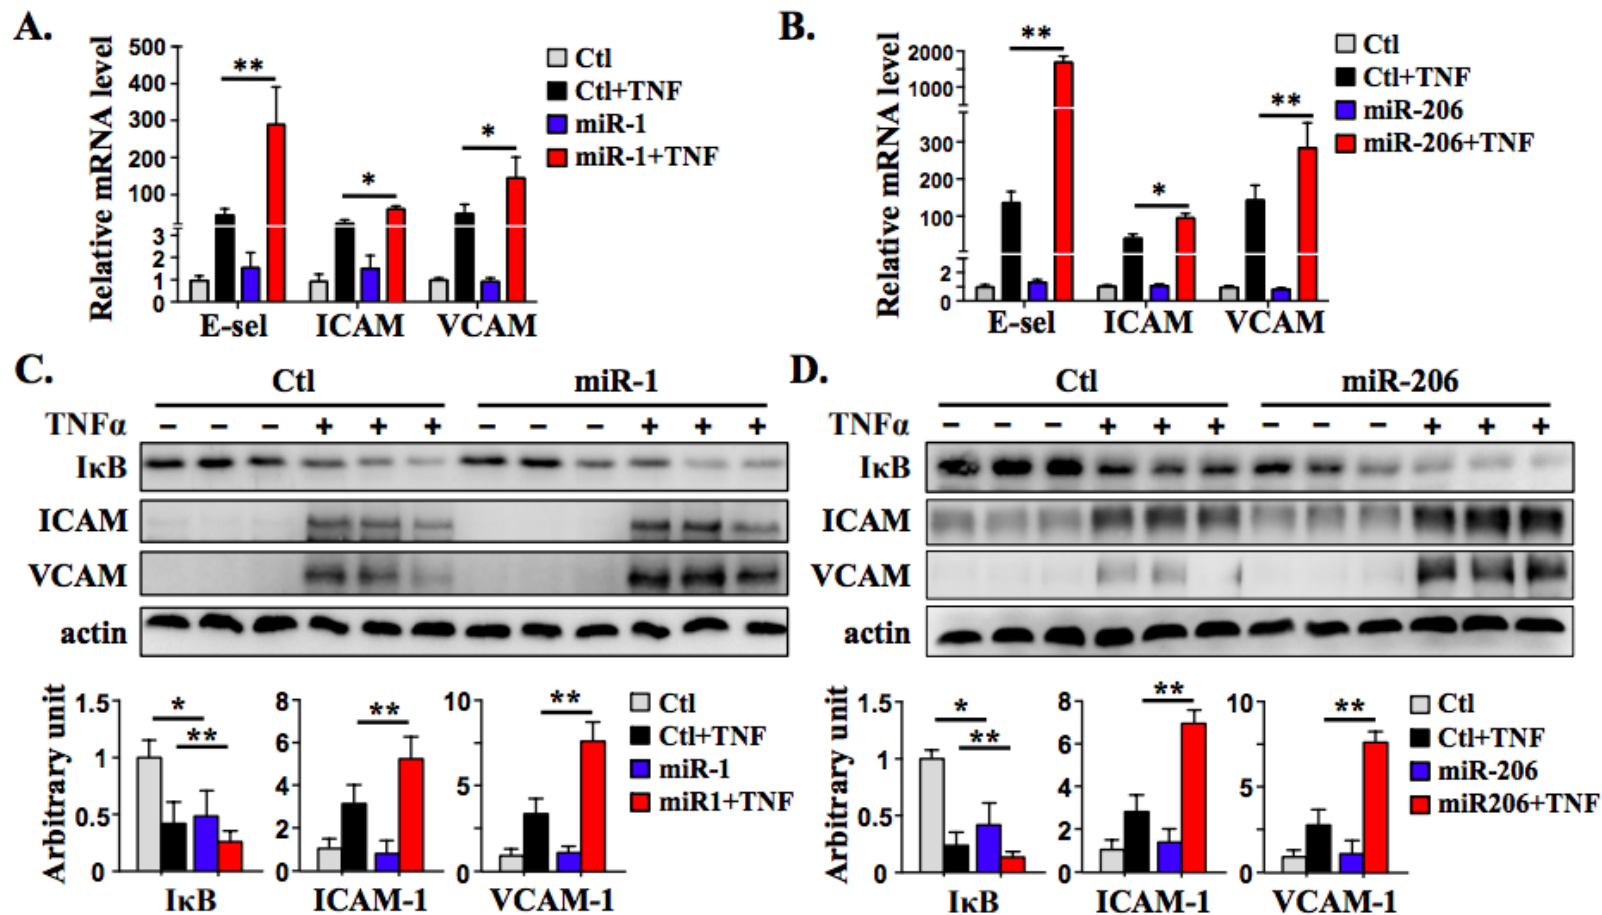 A.
Relative mRNA level
500
400
300
200
100
3
2
1
0
**
*
*
E-sel ICAM VCAM
Ctl
Ctl+TNF
miR-1
miR-1+TNF
B.
Relative mRNA level
2000
1000
300
200
100
2
0
**
*
**
E-sel ICAM VCAM
Ctl
Ctl+TNF
miR-206
miR-206+TNF
C.
Ctl miR-1
TNFα − − − + + + − − − + + +
IκB
ICAM
VCAM
actin
Arbitrary unit
1.5
1
0.5
0
*
**
IκB
8
6
4
2
0
**
ICAM-1
10
5
0
**
VCAM-1
Ctl
Ctl+TNF
miR-1
miR1+TNF
D.
Ctl miR-206
TNFα − − − + + + − − − + + +
IκB
ICAM
VCAM
actin
Arbitrary unit
1.5
1
0.5
0
*
**
IκB
8
6
4
2
0
**
ICAM-1
10
5
0
**
VCAM-1
Ctl
Ctl+TNF
miR-206
miR206+TNF